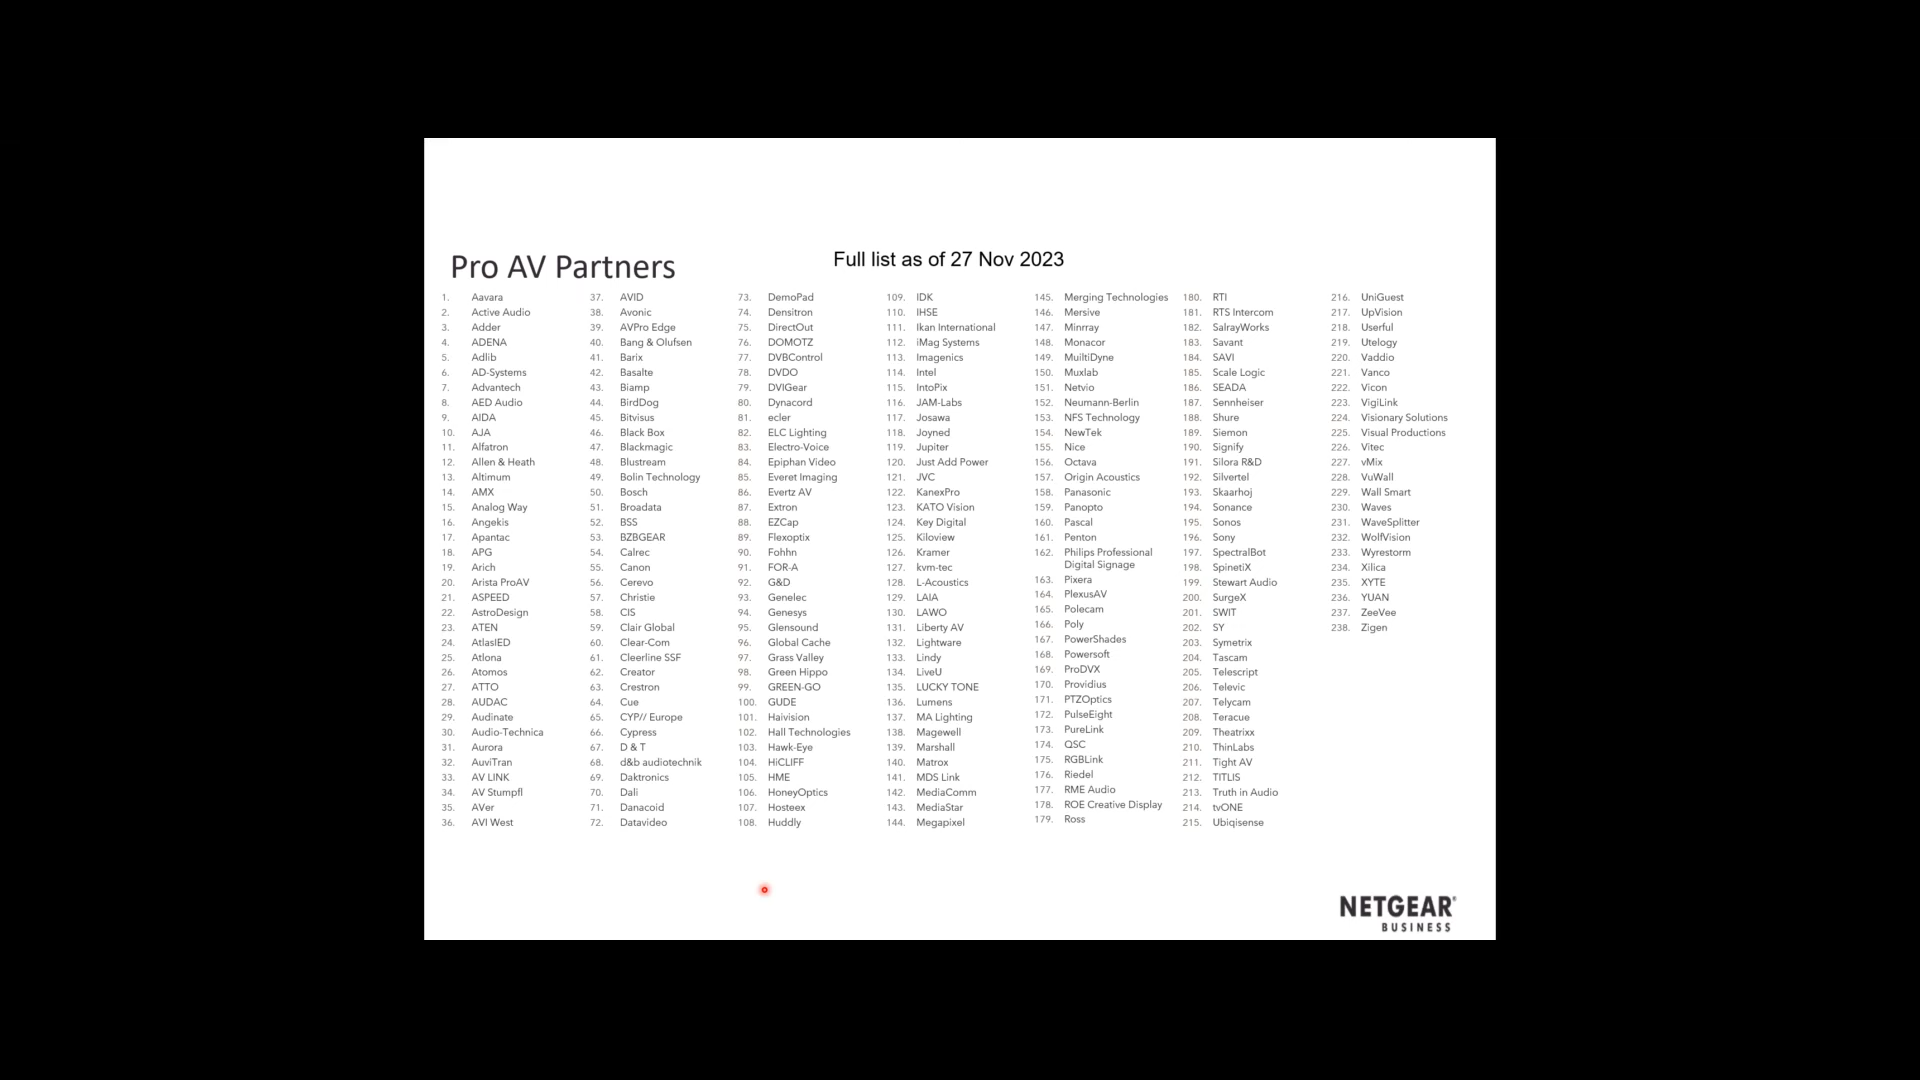 Pro AV Partners
Full list as of 27 Nov 2023
1. Aavara
2. Active Audio
3. Adder
4. ADENA
5. Adlib
6. AD-Systems
7. Advantech
8. AED Audio
9. AIDA
10. AJA
11. Alfatron
12. Allen & Heath
13. Altimum
14. AMX
15. Analog Way
16. Angekis
17. Apantac
18. APG
19. Arich
20. Arista ProAV
21. ASPEED
22. AstroDesign
23. ATEN
24. AtlasIED
25. Atlona
26. Atomos
27. ATTO
28. AUDAC
29. Audinate
30. Audio-Technica
31. Aurora
32. AuviTran
33. AV LINK
34. AV Stumpfl
35. AVer
36. AVI West
37. AVID
38. Avonic
39. AVPro Edge
40. Bang & Olufsen
41. Barix
42. Basalte
43. Biamp
44. BirdDog
45. Bitvisus
46. Black Box
47. Blackmagic
48. Blustream
49. Bolin Technology
50. Bosch
51. Broadata
52. BSS
53. BZBGEAR
54. Calrec
55. Canon
56. Cerevo
57. Christie
58. CIS
59. Clair Global
60. Clear-Com
61. Cleerline SSF
62. Creator
63. Crestron
64. Cue
65. CYP// Europe
66. Cypress
67. D & T
68. d&b audiotechnik
69. Daktronics
70. Dali
71. Danacoid
72. Datavideo
73. DemoPad
74. Densitron
75. DirectOut
76. DOMOTZ
77. DVBControl
78. DVDO
79. DVIGear
80. Dynacord
81. ecler
82. ELC Lighting
83. Electro-Voice
84. Epiphan Video
85. Everet Imaging
86. Evertz AV
87. Extron
88. EZCap
89. Flexoptix
90. Fohhn
91. FOR-A
92. G&D
93. Genelec
94. Genesys
95. Glensound
96. Global Cache
97. Grass Valley
98. Green Hippo
99. GREEN-GO
100. GUDE
101. Haivision
102. Hall Technologies
103. Hawk-Eye
104. HiCLIFF
105. HME
106. HoneyOptics
107. Hosteex
108. Huddly
109. IDK
110. IHSE
111. Ikan International
112. iMag Systems
113. Imagenics
114. Intel
115. IntoPix
116. JAM-Labs
117. Josawa
118. Joyned
119. Jupiter
120. Just Add Power
121. JVC
122. KanexPro
123. KATO Vision
124. Key Digital
125. Kiloview
126. Kramer
127. kvm-tec
128. L-Acoustics
129. LAIA
130. LAWO
131. Liberty AV
132. Lightware
133. Lindy
134. LiveU
135. LUCKY TONE
136. Lumens
137. MA Lighting
138. Magewell
139. Marshall
140. Matrox
141. MDS Link
142. MediaComm
143. MediaStar
144. Megapixel
145. Merging Technologies
146. Mersive
147. Minrray
148. Monacor
149. MuiltiDyne
150. Muxlab
151. Netvio
152. Neumann-Berlin
153. NFS Technology
154. NewTek
155. Nice
156. Octava
157. Origin Acoustics
158. Panasonic
159. Panopto
160. Pascal
161. Penton
162. Philips Professional
Digital Signage
163. Pixera
164. PlexusAV
165. Polecam
166. Poly
167. PowerShades
168. Powersoft
169. ProDVX
170. Providius
171. PTZOptics
172. PulseEight
173. PureLink
174. QSC
175. RGBLink
176. Riedel
177. RME Audio
178. ROE Creative Display
179. Ross
180. RTI
181. RTS Intercom
182. SalrayWorks
183. Savant
184. SAVI
185. Scale Logic
186. SEADA
187. Sennheiser
188. Shure
189. Siemon
190. Signify
191. Silora R&D
192. Silvertel
193. Skaarhoj
194. Sonance
195. Sonos
196. Sony
197. SpectralBot
198. SpinetiX
199. Stewart Audio
200. SurgeX
201. SWIT
202. SY
203. Symetrix
204. Tascam
205. Telescript
206. Televic
207. Telycam
208. Teracue
209. Theatrixx
210. ThinLabs
211. Tight AV
212. TITLIS
213. Truth in Audio
214. tvONE
215. Ubiqisense
216. UniGuest
217. UpVision
218. Userful
219. Utelogy
220. Vaddio
221. Vanco
222. Vicon
223. VigiLink
224. Visionary Solutions
225. Visual Productions
226. Vitec
227. vMix
228. VuWall
229. Wall Smart
230. Waves
231. WaveSplitter
232. WolfVision
233. Wyrestorm
234. Xilica
235. XYTE
236. YUAN
237. ZeeVee
238. Zigen
NETGEAR®
BUSINESS